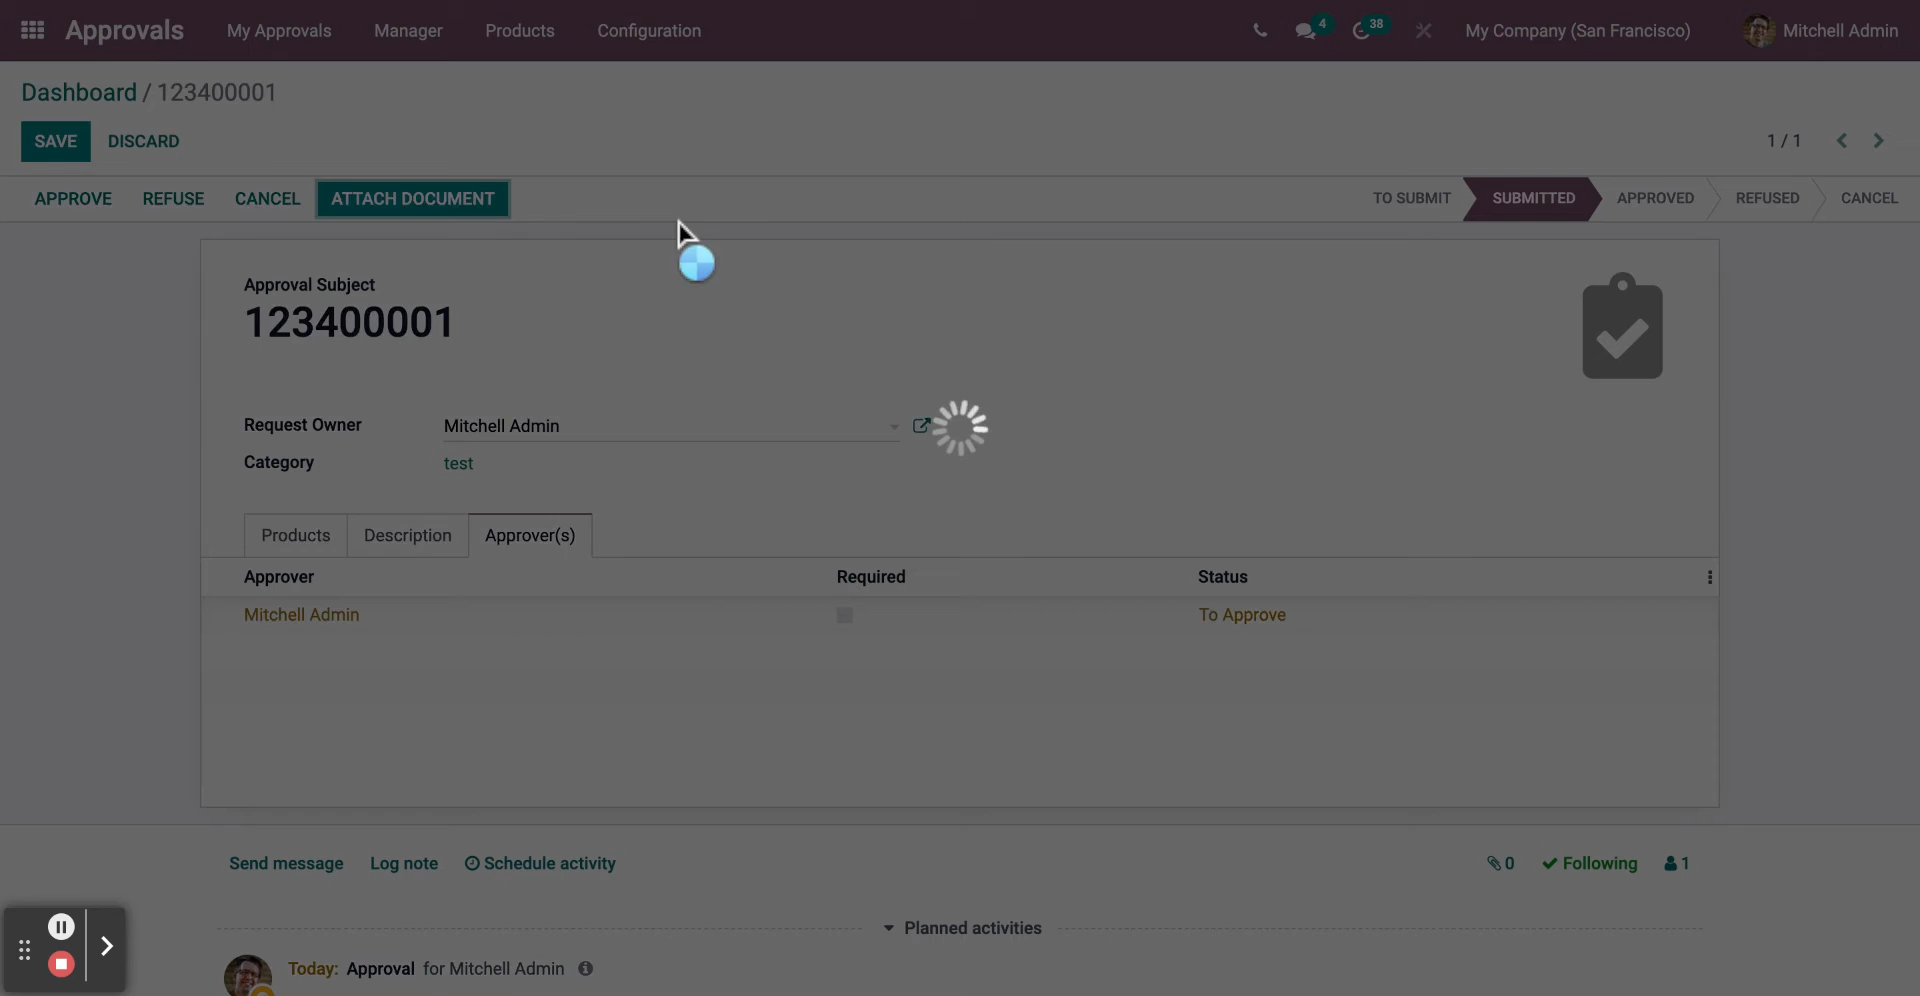 Approvals My Approvals Manager Products Configuration 4 38 My Company (San Francisco) Mitchell Admin
Dashboard / 123400001
SAVE DISCARD 1 / 1
APPROVE REFUSE CANCEL ATTACH DOCUMENT TO SUBMIT SUBMITTED APPROVED REFUSED CANCEL
Approval Subject
123400001
Request Owner Mitchell Admin
Category test
Products Description Approver(s)
Approver Required Status
Mitchell Admin To Approve
Send message Log note Schedule activity 0 Following 1
Planned activities
Today: Approval for Mitchell Admin